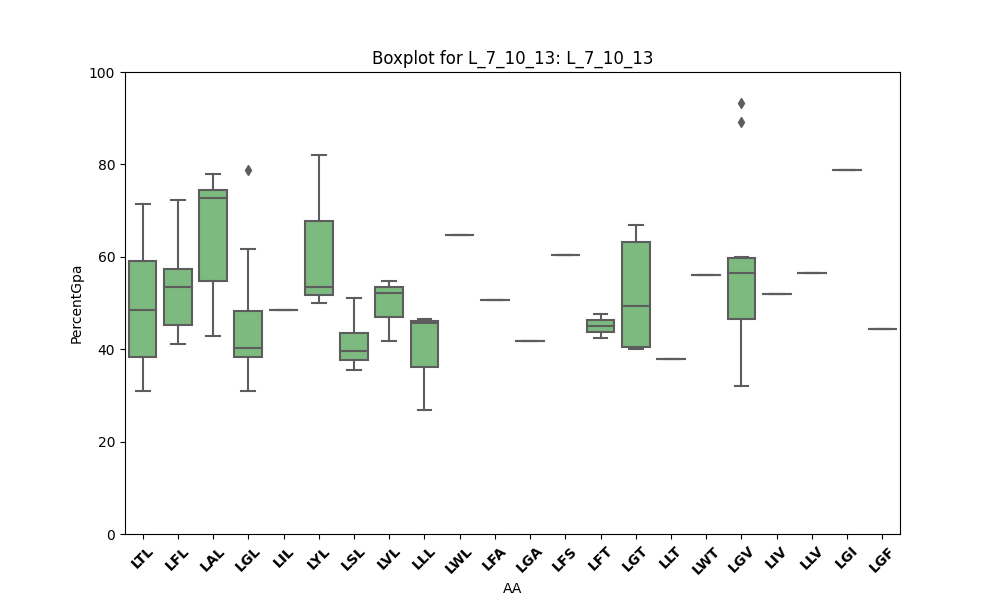 Boxplot for L_7_10_13: L_7_10_13
PercentGpa
100
80
60
40
20
0
LTL LFL LAL LGL LIL LYL LSL LVL LLL LWL LFA LGA LFS LFT LGT LLT LWT LGV LIV LLV LGI LGF
AA